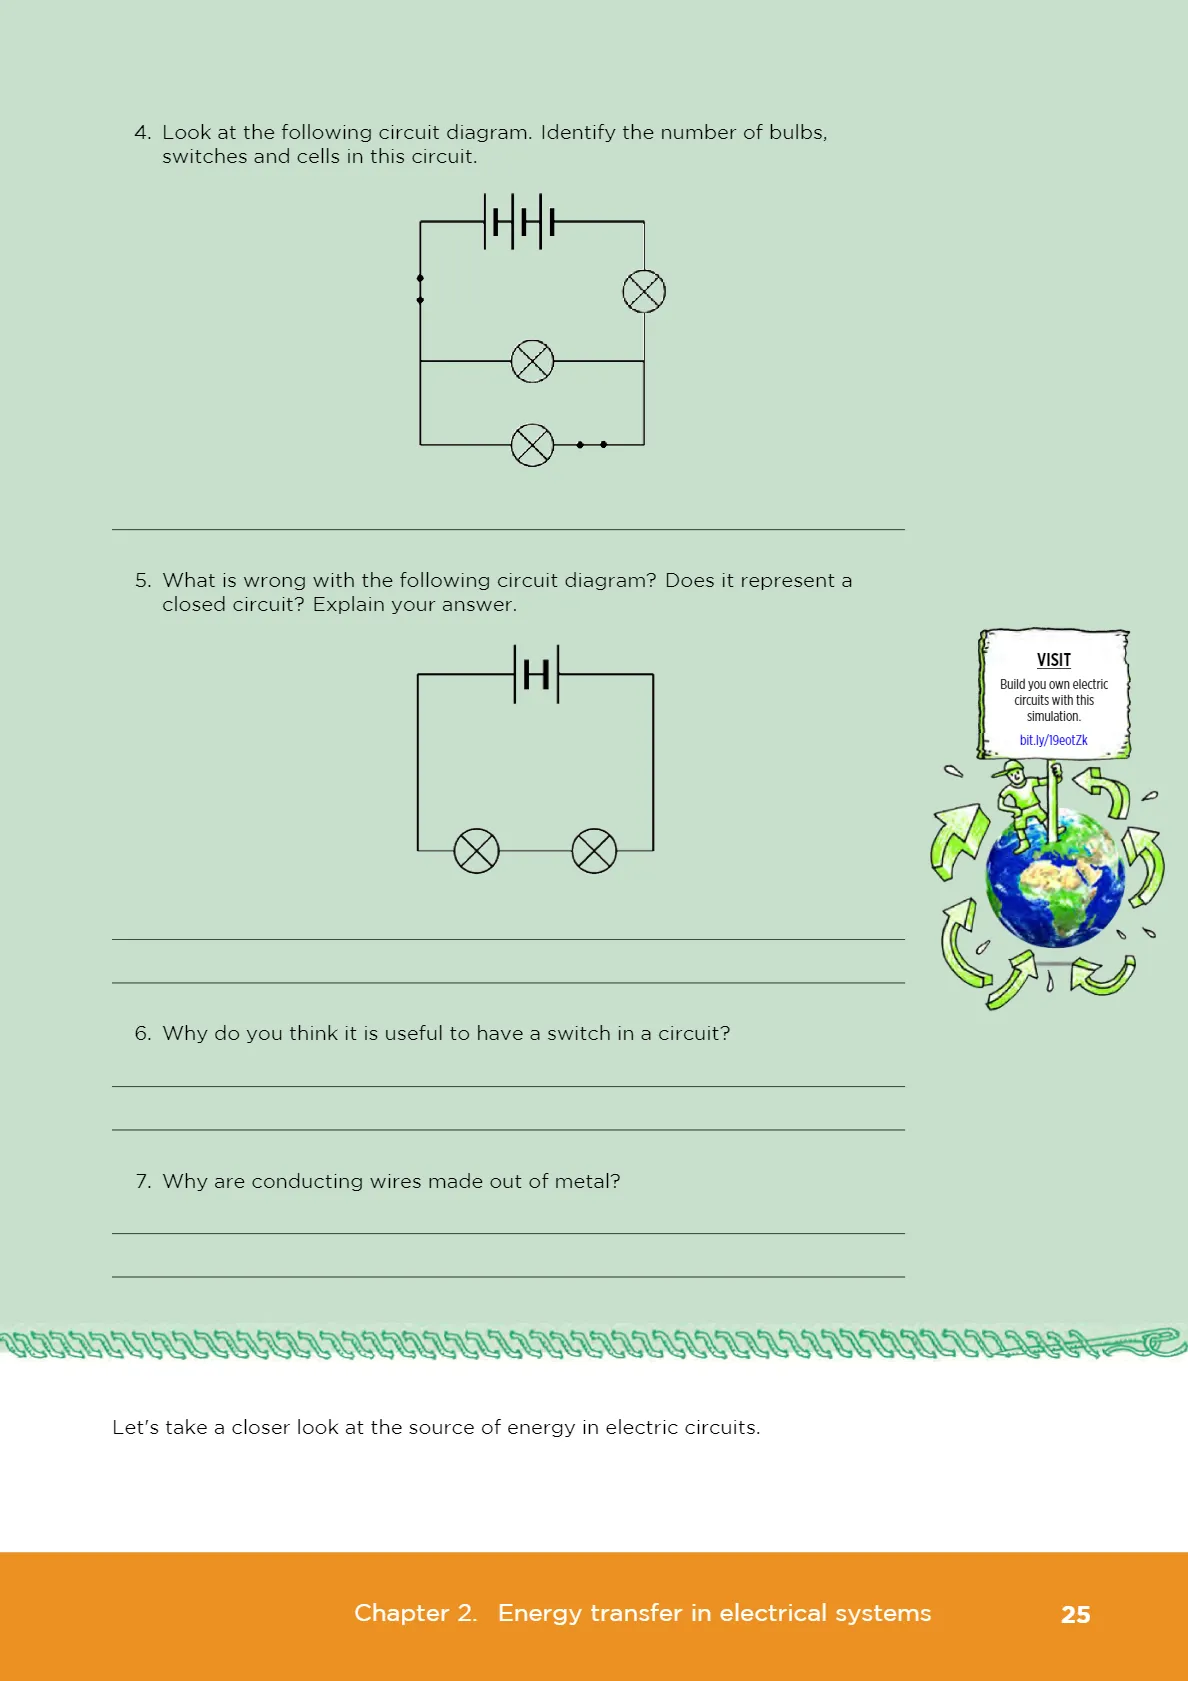 4. Look at the following circuit diagram. Identify the number of bulbs,
switches and cells in this circuit.
5. What is wrong with the following circuit diagram? Does it represent a
closed circuit? Explain your answer.
VISIT
Build you own electric
circuits with this
simulation.
bit.ly/19eotZk
6. Why do you think it is useful to have a switch in a circuit?
7. Why are conducting wires made out of metal?
Let's take a closer look at the source of energy in electric circuits.
Chapter 2. Energy transfer in electrical systems 25